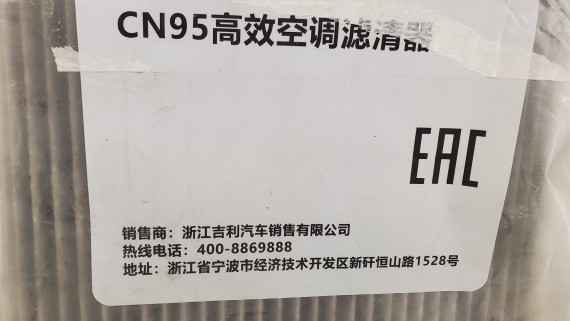 CN95高效空调滤清器
EAC
销售商：浙江吉利汽车销售有限公司
热线电话：400-8869888
地址：浙江省宁波市经济技术开发区新矸恒山路1528号